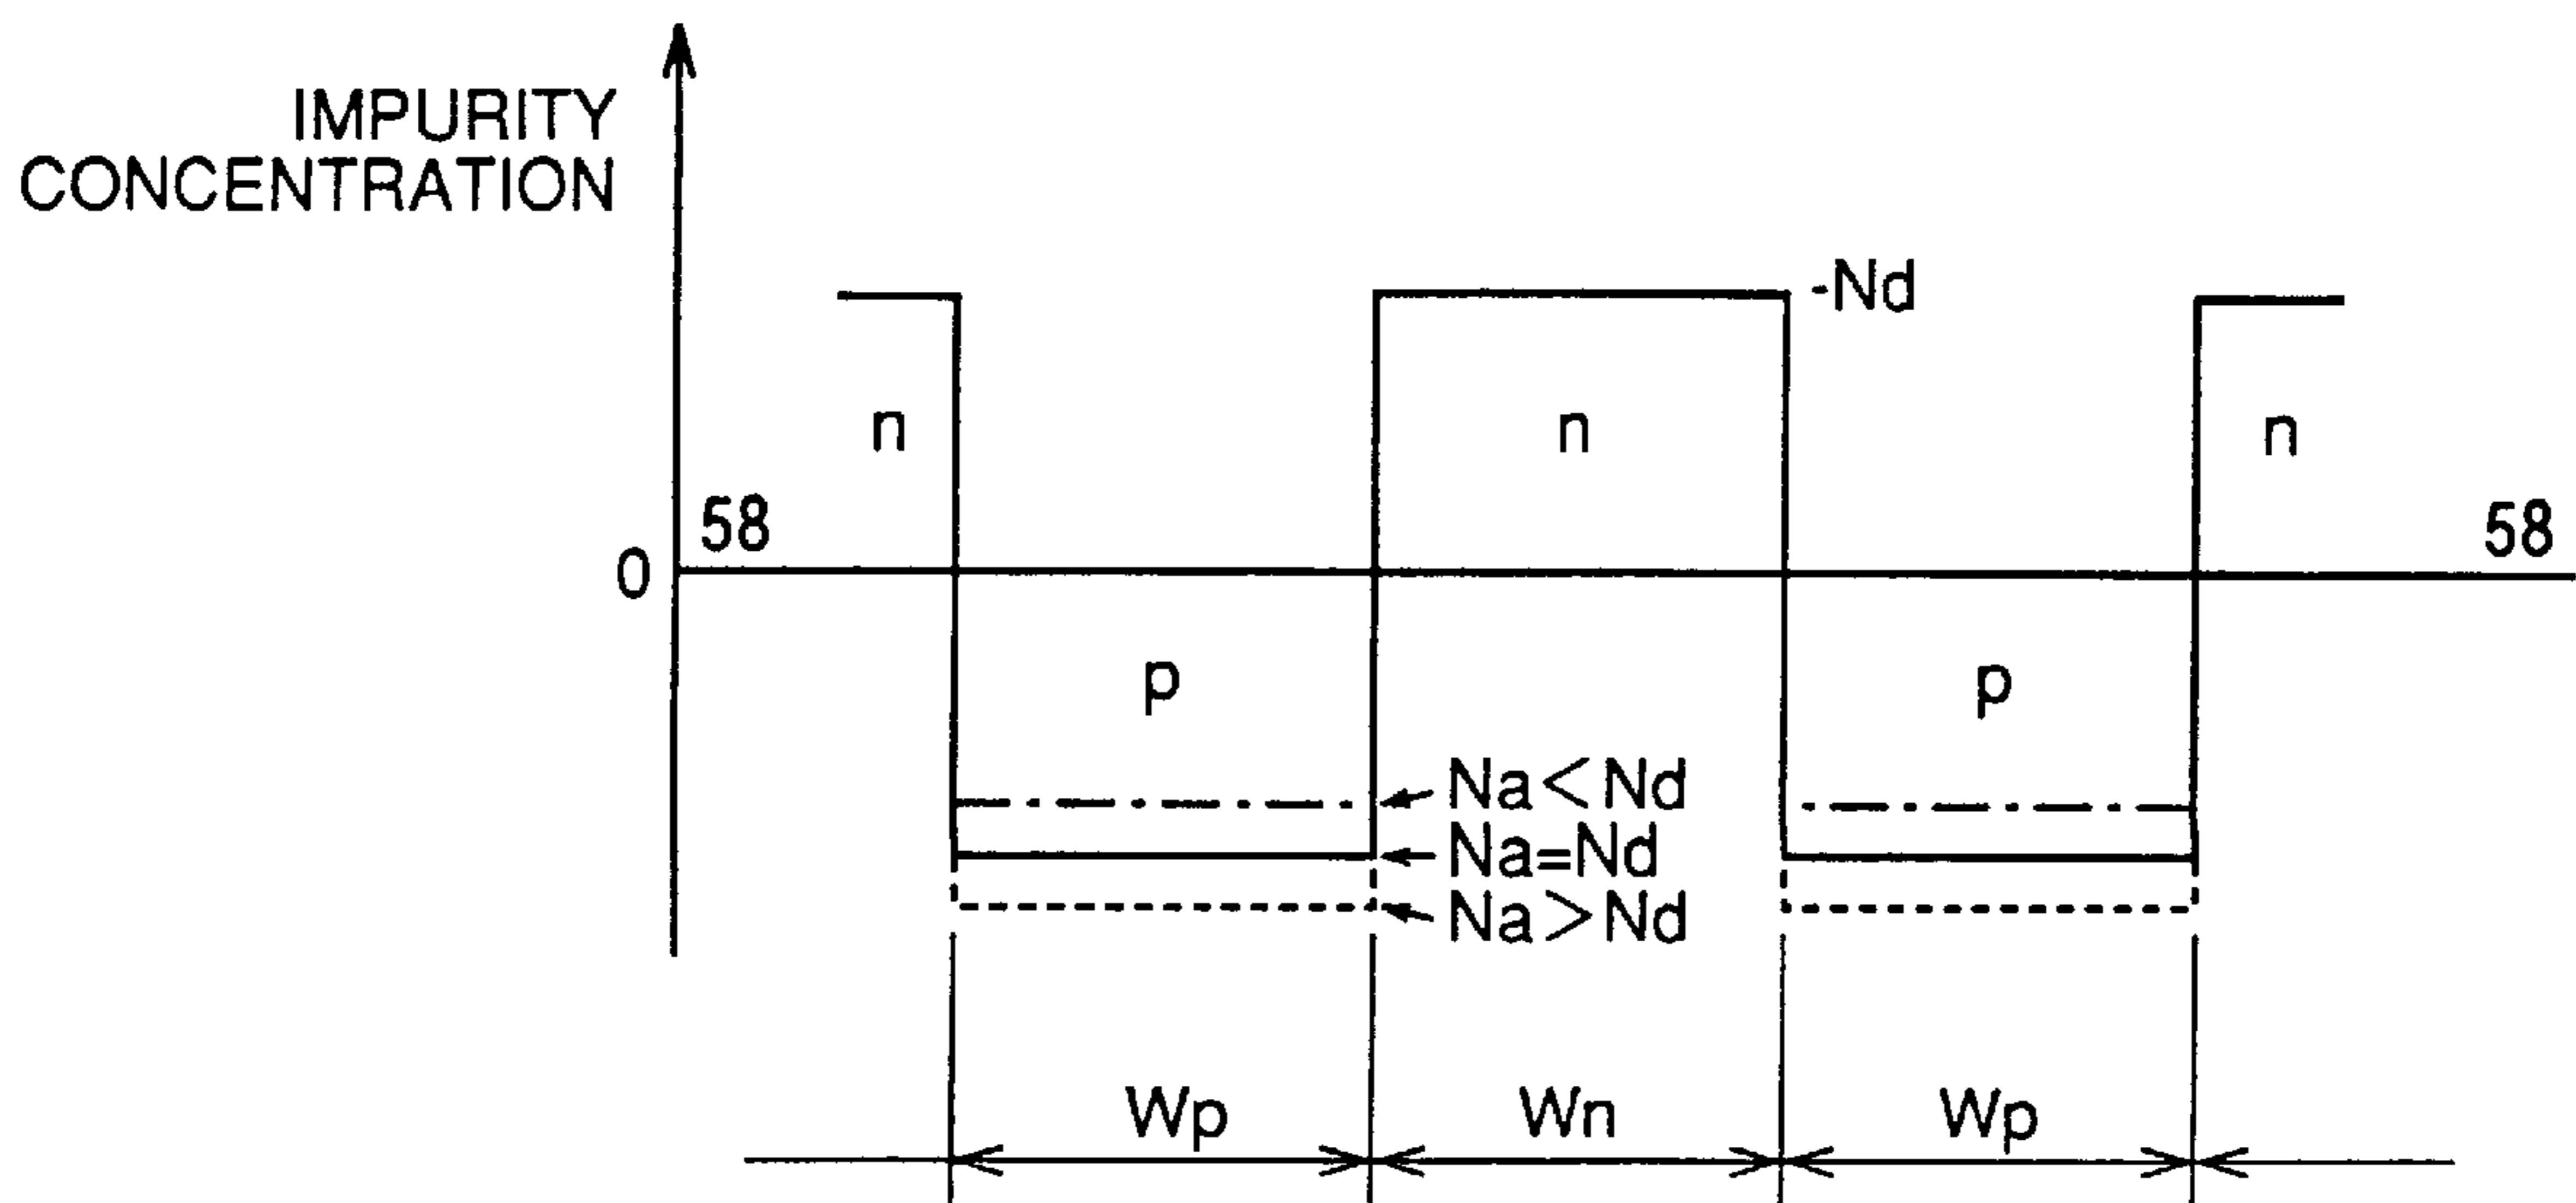 IMPURITY
CONCENTRATION
-Nd
n
n
n
58
58
0
p
p
Na<Nd
Na=Nd
Na>Nd
Wp
Wn
Wp